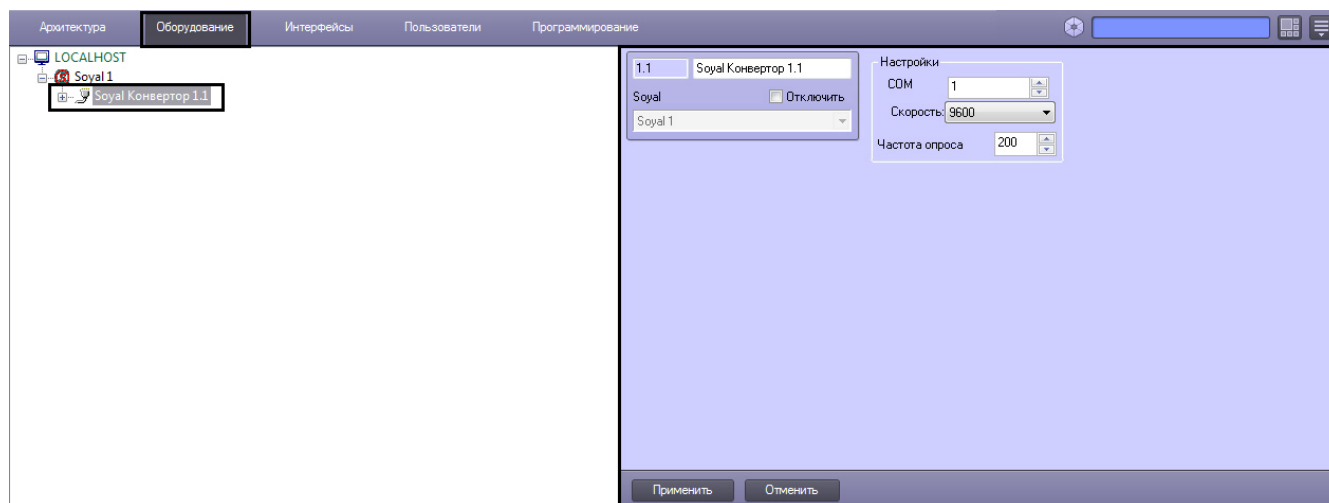 Архитектура Оборудование Интерфейсы Пользователи Программирование
LOCALHOST
Soyal 1
Soyal Конвертор 1.1
1.1 Soyal Конвертор 1.1
Soyal Отключить
Soyal 1
Настройки
COM 1
Скорость: 9600
Частота опроса 200
Применить Отменить